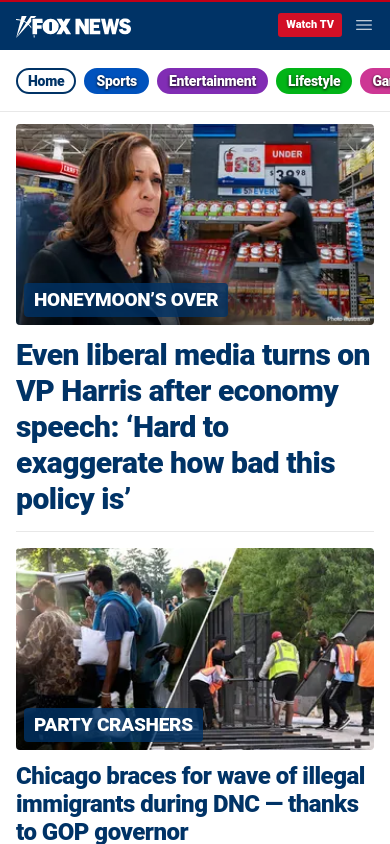 FOX NEWS
Watch TV
Home
Sports
Entertainment
Lifestyle
Ga
UNDER
98
HONEYMOON'S OVER
Photo Illustration
Even liberal media turns on
VP Harris after economy
speech: ‘Hard to
exaggerate how bad this
policy is’
PARTY CRASHERS
Chicago braces for wave of illegal
immigrants during DNC — thanks
to GOP governor